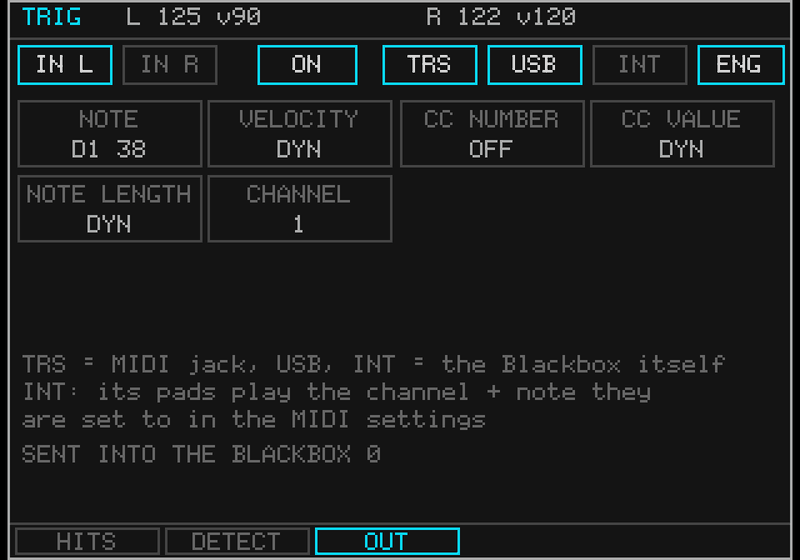 TRIG L 125 v90 R 122 v120
IN L IN R ON TRS USB INT ENG
NOTE VELOCITY CC NUMBER CC VALUE
D1 38 DYN OFF DYN
NOTE LENGTH CHANNEL
DYN 1
TRS = MIDI jack, USB, INT = the Blackbox itself
INT: its pads play the channel + note they
are set to in the MIDI settings
SENT INTO THE BLACKBOX 0
HITS DETECT OUT